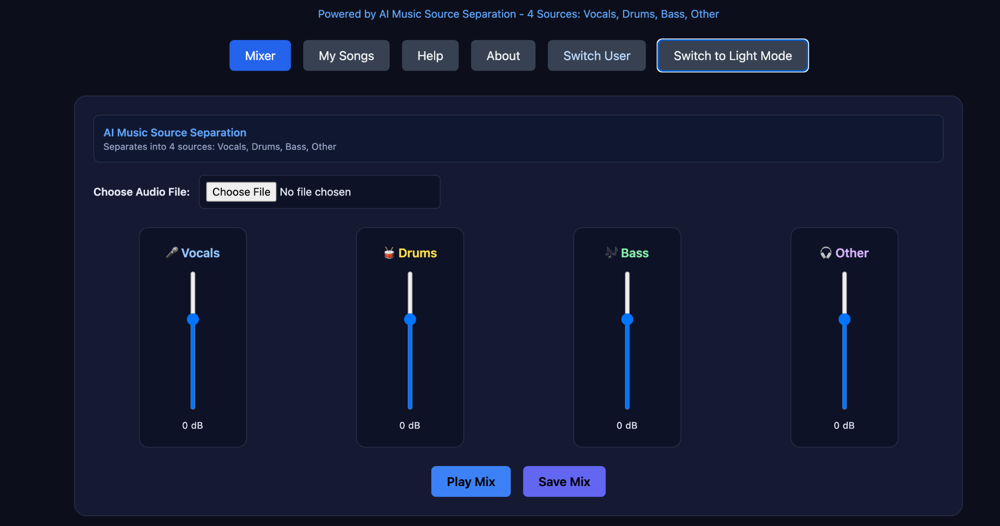 Powered by AI Music Source Separation - 4 Sources: Vocals, Drums, Bass, Other
Mixer My Songs Help About Switch User Switch to Light Mode
AI Music Source Separation
Separates into 4 sources: Vocals, Drums, Bass, Other
Choose Audio File: Choose File No file chosen
🎤 Vocals 🥁 Drums 🎶 Bass 🎧 Other
0 dB 0 dB 0 dB 0 dB
Play Mix Save Mix